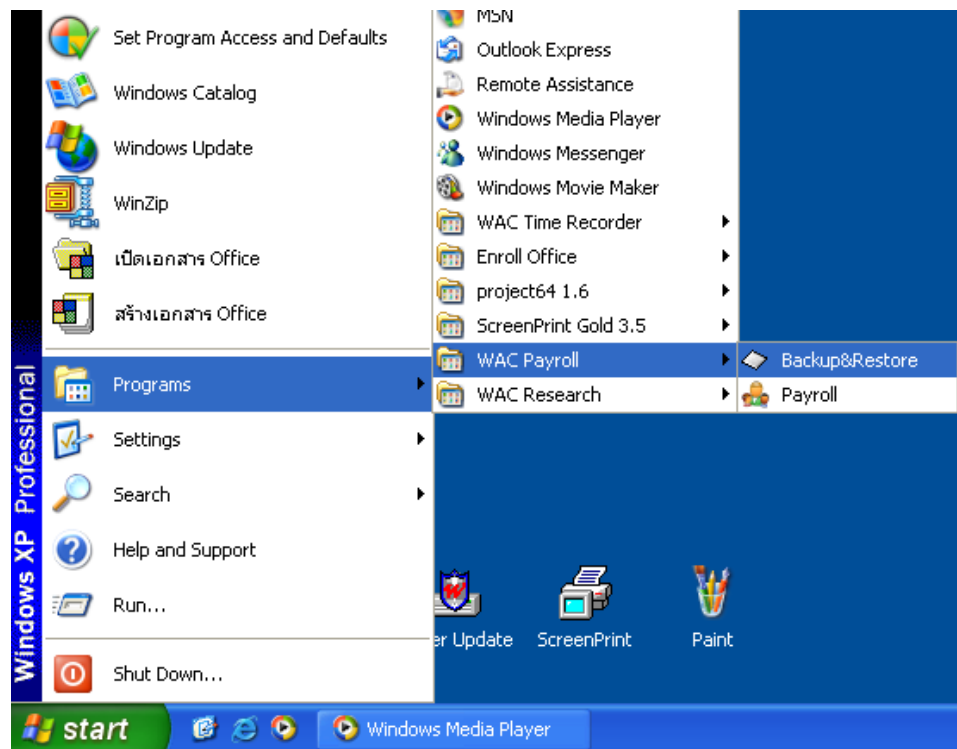 Set Program Access and Defaults
Windows Catalog
Windows Update
WinZip
เปิดเอกสาร Office
สร้างเอกสาร Office
Programs
Settings
Search
Help and Support
Run...
Shut Down...
Windows XP Professional
MSN
Outlook Express
Remote Assistance
Windows Media Player
Windows Messenger
Windows Movie Maker
WAC Time Recorder
Enroll Office
project64 1.6
ScreenPrint Gold 3.5
WAC Payroll
WAC Research
Backup&Restore
Payroll
er Update
ScreenPrint
Paint
start
Windows Media Player